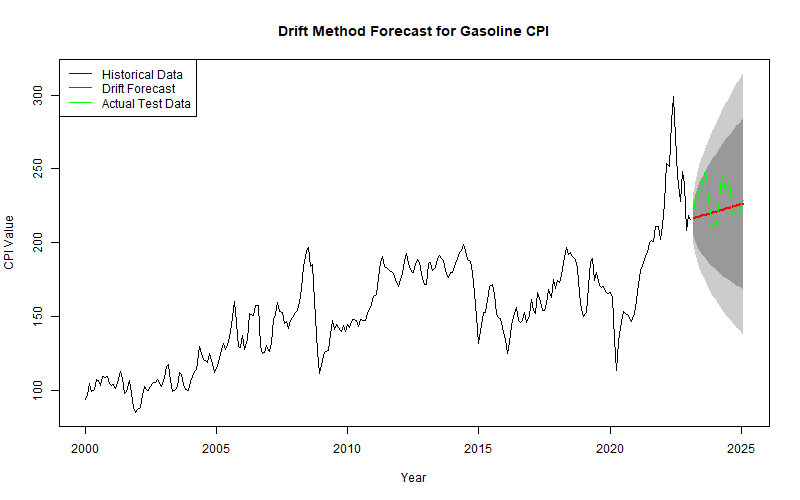 Drift Method Forecast for Gasoline CPI
Historical Data
Drift Forecast
Actual Test Data
300
250
200
150
100
CPI Value
2000 2005 2010 2015 2020 2025
Year